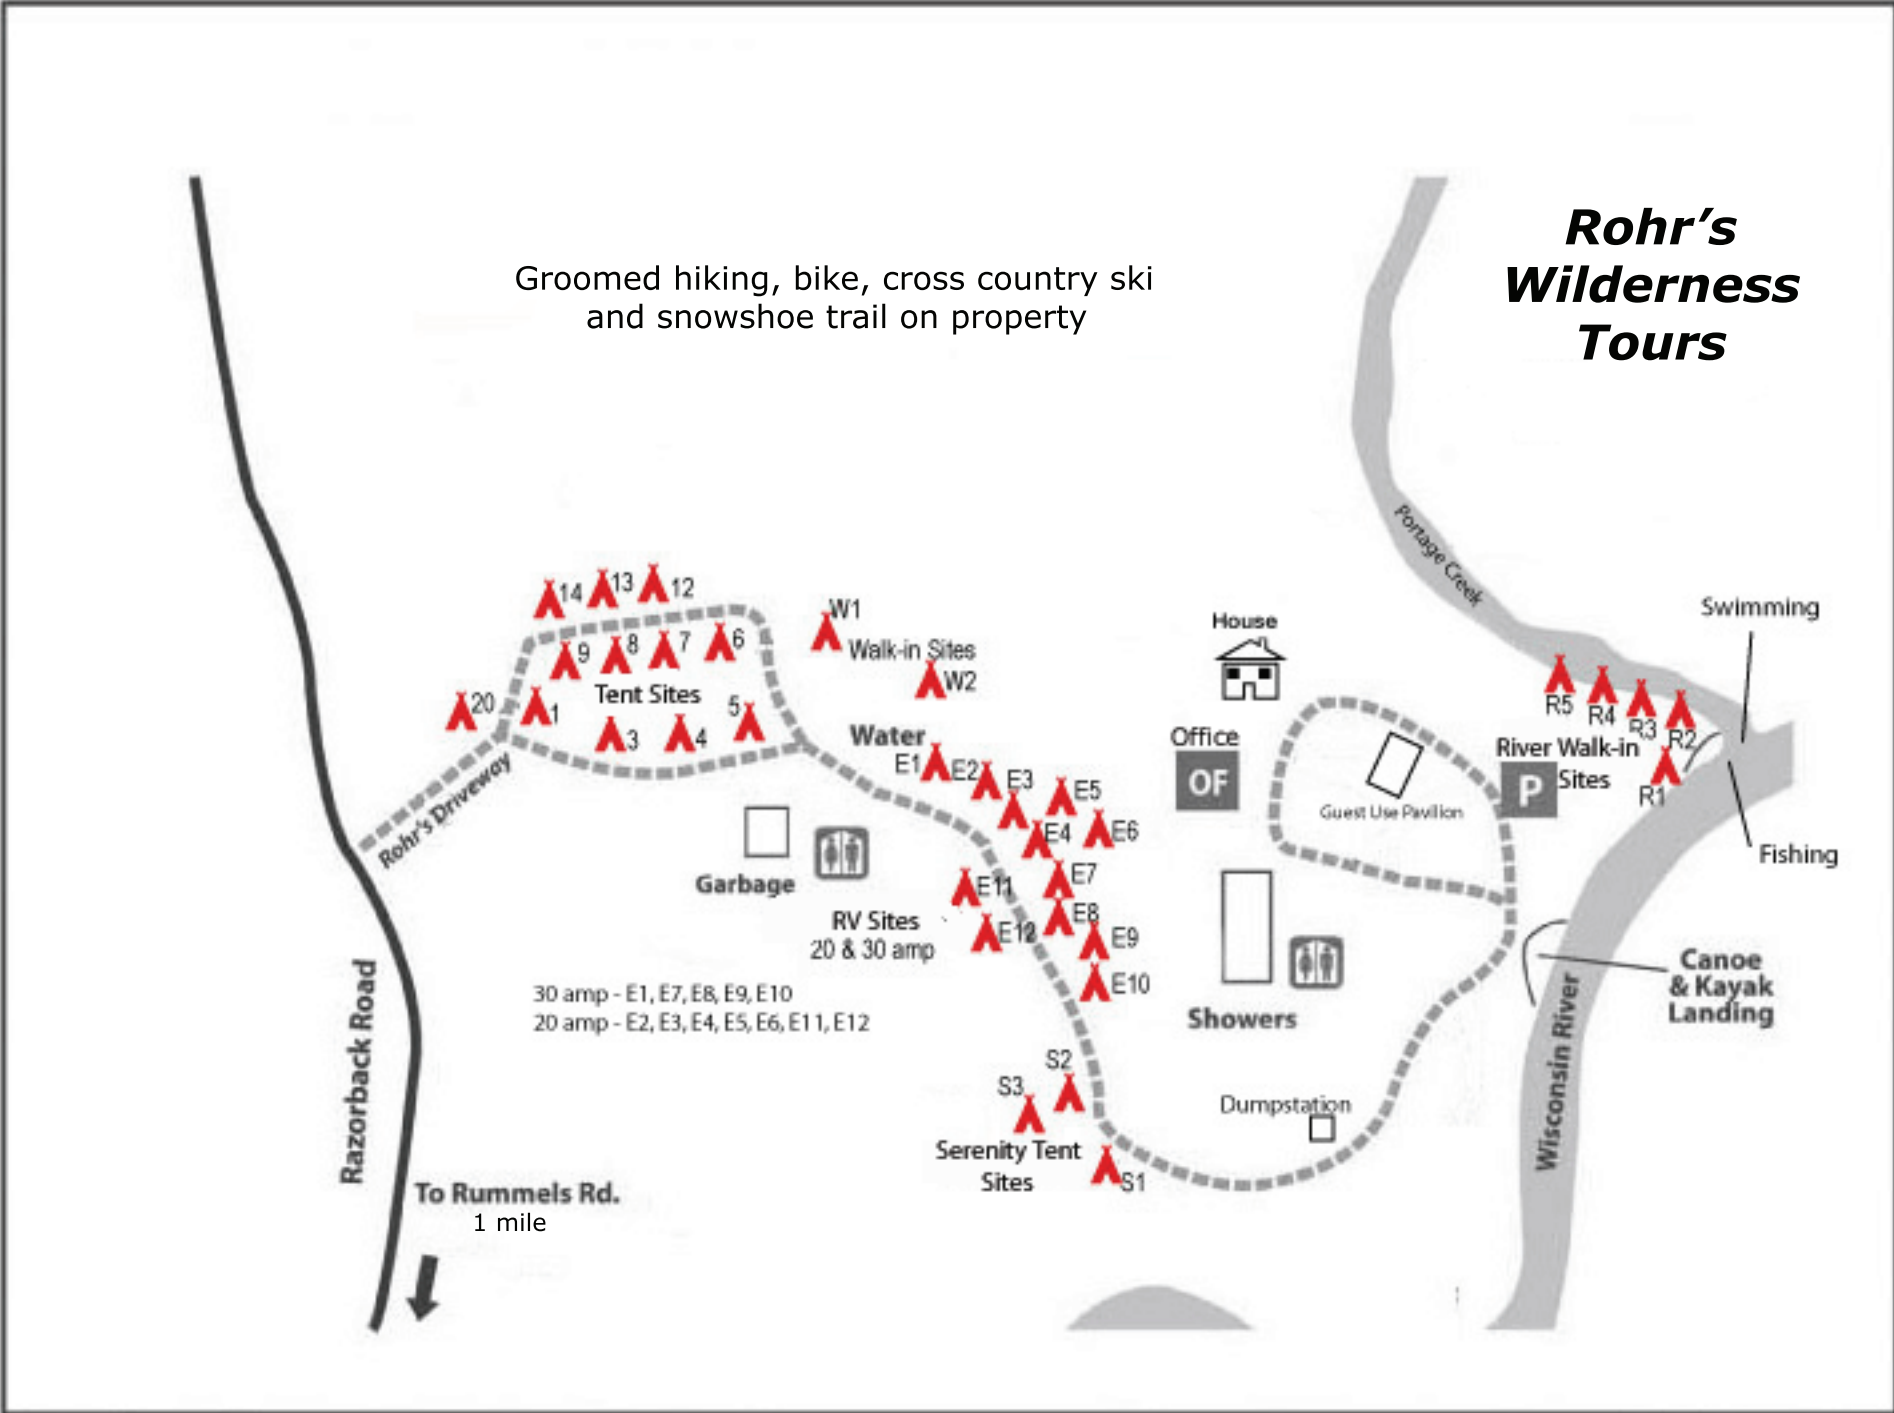 Rohr's
Wilderness
Tours
Groomed hiking, bike, cross country ski
and snowshoe trail on property
Portage Creek
Swimming
House
14
13
12
W1
Walk-in Sites
W2
9
8
7
6
Tent Sites
20
1
3
4
5
R5
R4
R3
R2
River Walk-in
Sites
R1
P
Office
OF
Water
E1
E2
E3
E5
E4
E6
E7
E8
E9
E10
E11
E12
Guest Use Pavilion
Fishing
Rohr's Driveway
Garbage
RV Sites
20 & 30 amp
30 amp - E1, E7, E8, E9, E10
20 amp - E2, E3, E4, E5, E6, E11, E12
Showers
Canoe
& Kayak
Landing
Wisconsin River
Razorback Road
S2
S3
Serenity Tent
Sites
S1
Dumpstation
To Rummels Rd.
1 mile